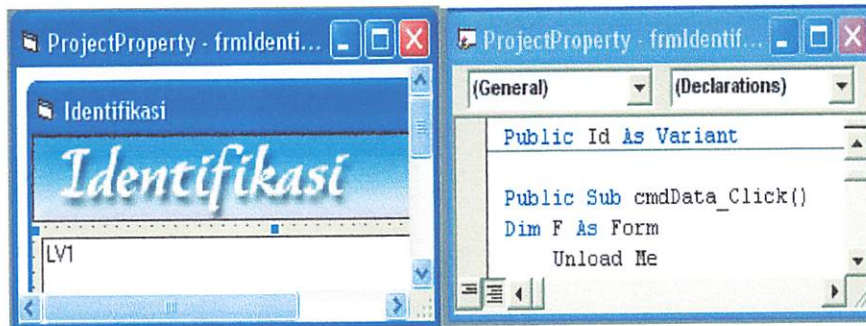 ProjectProperty - frmIdenti...
Identifikasi
Identifikasi
LV1
ProjectProperty - frmIdentif...
(General) (Declarations)
Public Id As Variant
Public Sub cmdData_Click()
Dim F As Form
Unload Me